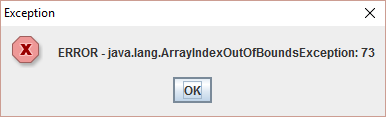 Exception
ERROR - java.lang.ArrayIndexOutOfBoundsException: 73
OK